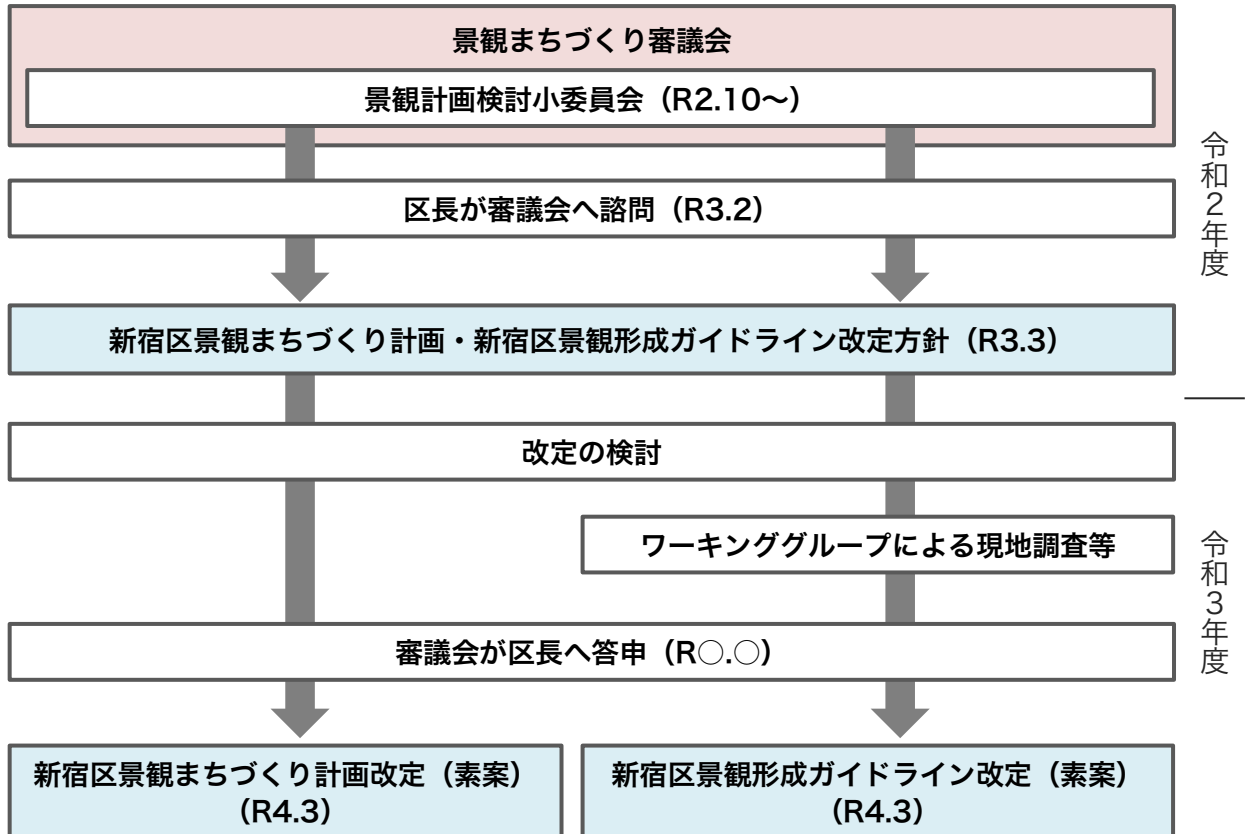 景観まちづくり審議会
景観計画検討小委員会（R2.10～）
区長が審議会へ諮問（R3.2）
新宿区景観まちづくり計画・新宿区景観形成ガイドライン改定方針（R3.3）
令和２年度
改定の検討
ワーキンググループによる現地調査等
審議会が区長へ答申（R○.○）
令和３年度
新宿区景観まちづくり計画改定（素案）
（R4.3）
新宿区景観形成ガイドライン改定（素案）
（R4.3）